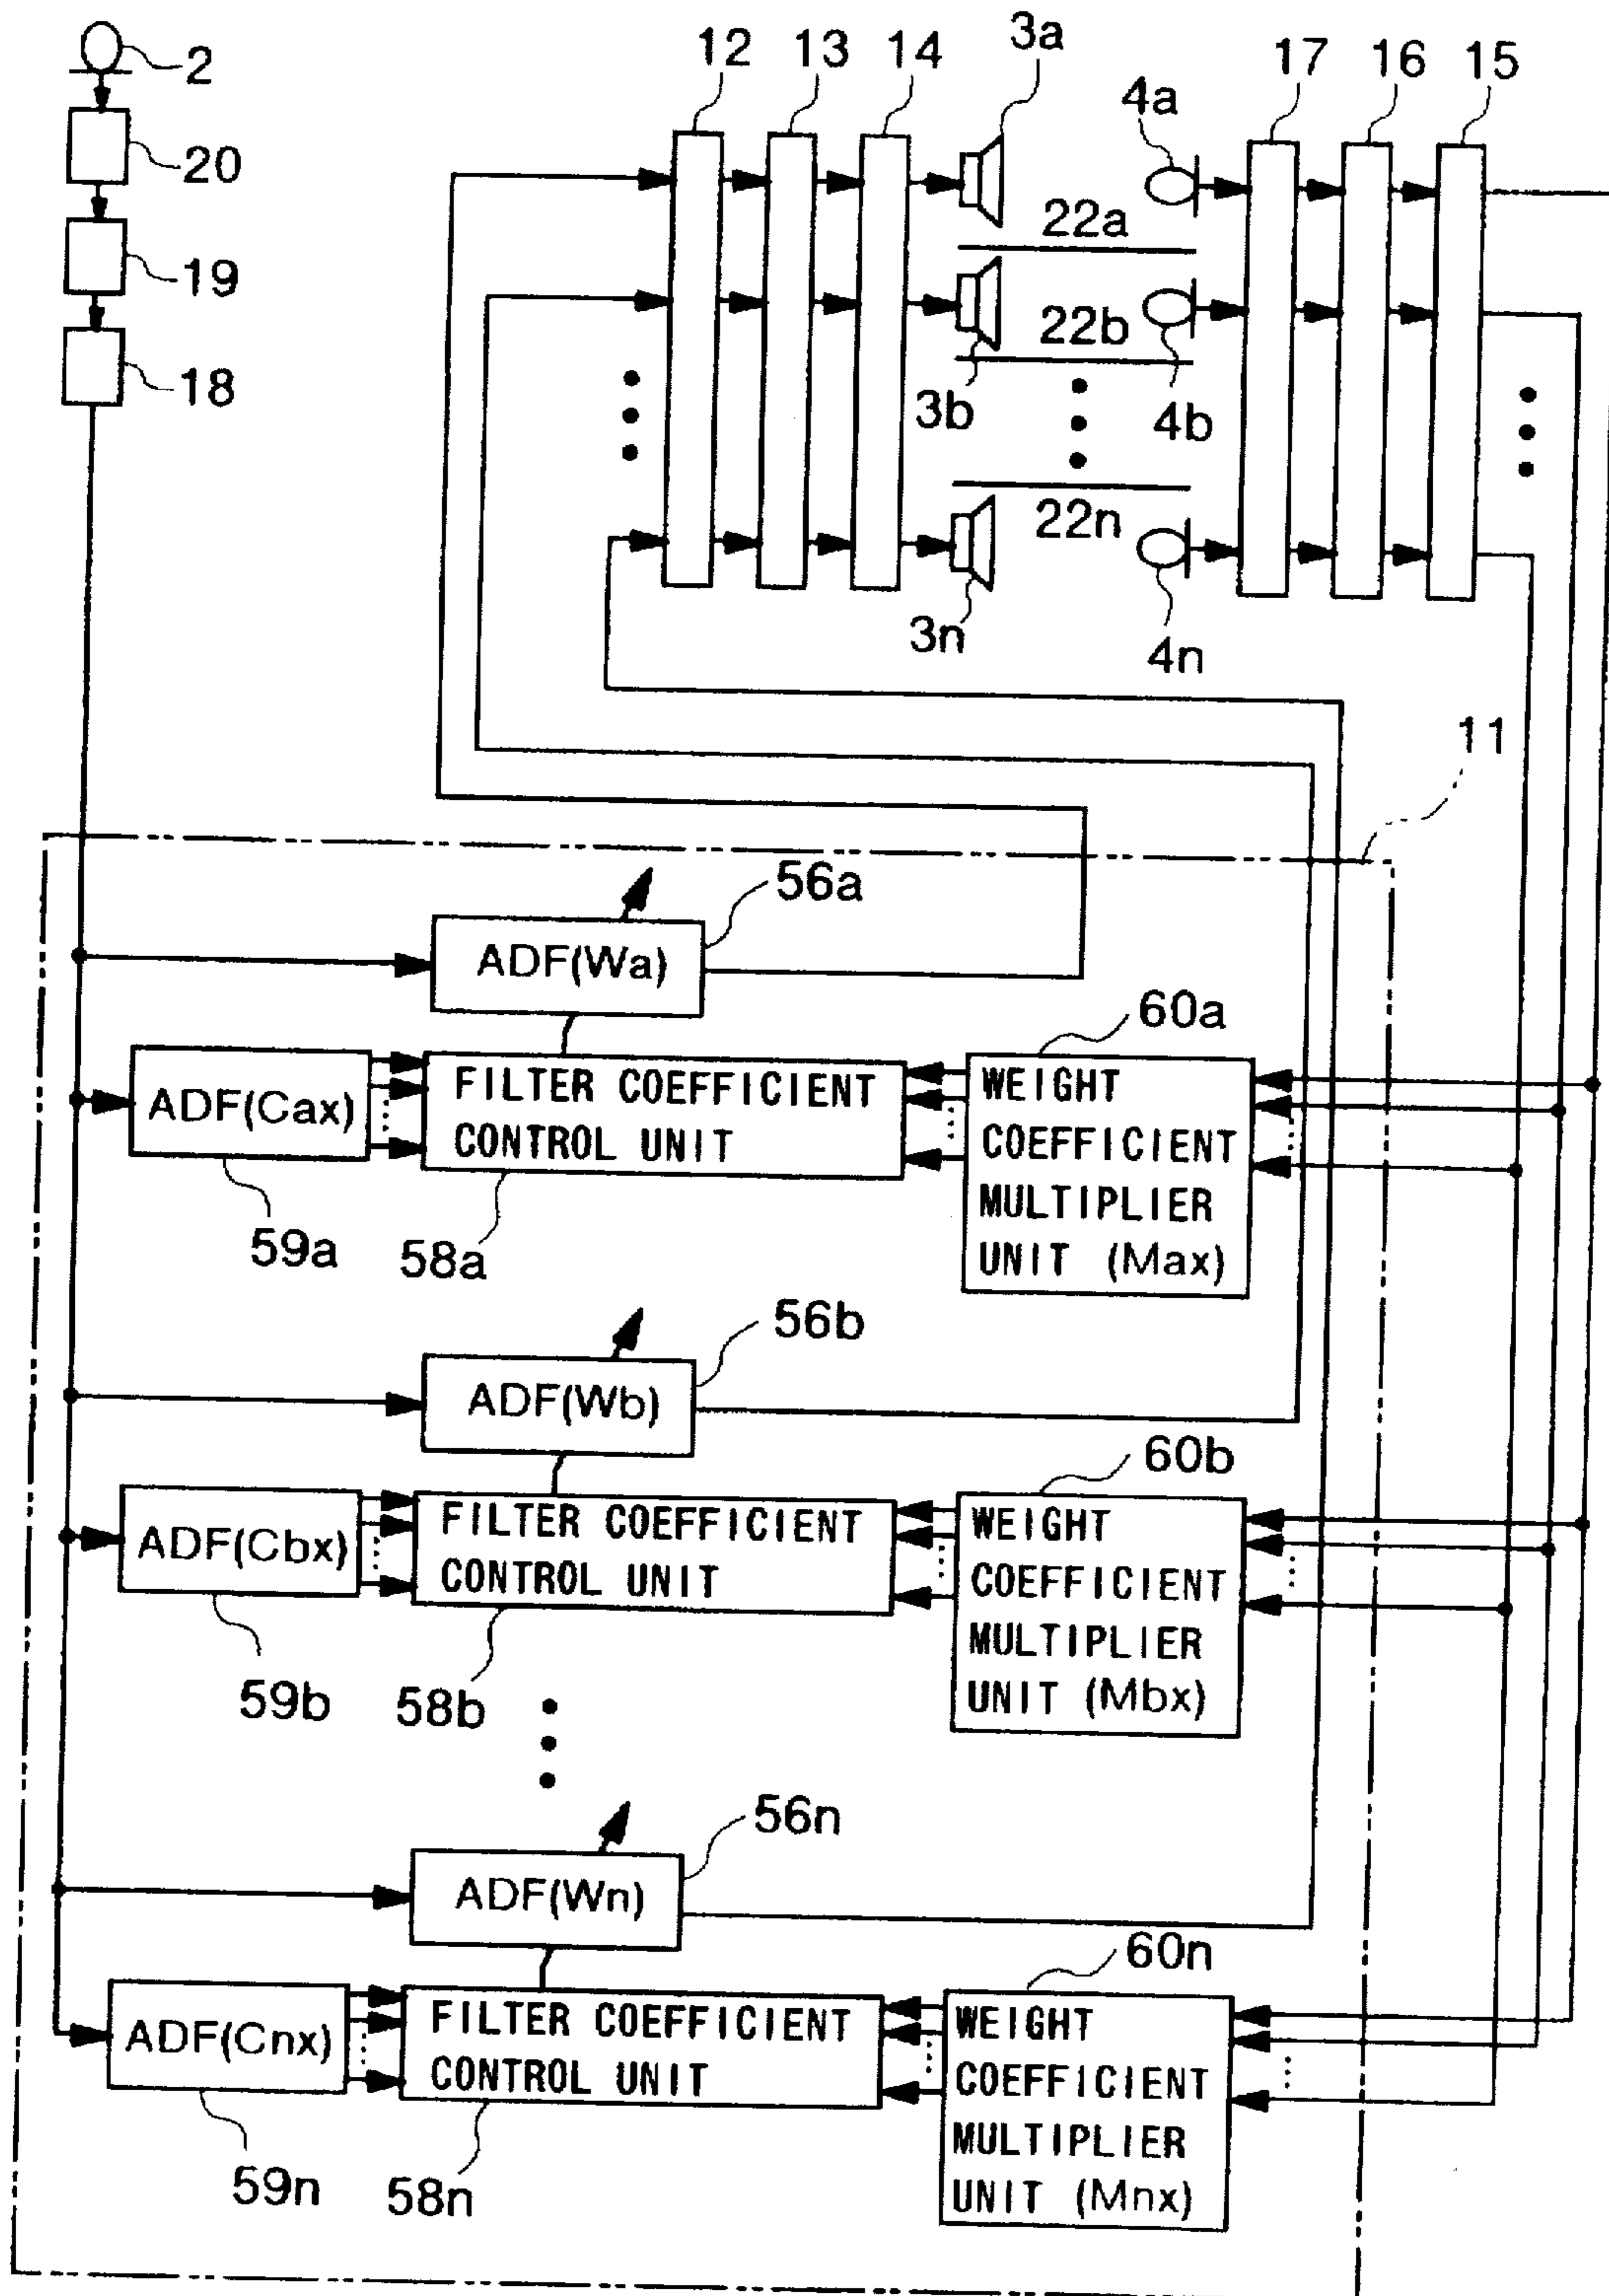 2
20
19
18
12
13
14
3a
4a
17
16
15
22a
22b
3b
4b
22n
3n
4n
11
56a
ADF(Wa)
60a
ADF(Cax)
FILTER COEFFICIENT
CONTROL UNIT
WEIGHT
COEFFICIENT
MULTIPLIER
UNIT (Max)
59a
58a
56b
ADF(Wb)
60b
ADF(Cbx)
FILTER COEFFICIENT
CONTROL UNIT
WEIGHT
COEFFICIENT
MULTIPLIER
UNIT (Mbx)
59b
58b
56n
ADF(Wn)
60n
ADF(Cnx)
FILTER COEFFICIENT
CONTROL UNIT
WEIGHT
COEFFICIENT
MULTIPLIER
UNIT (Mnx)
59n
58n